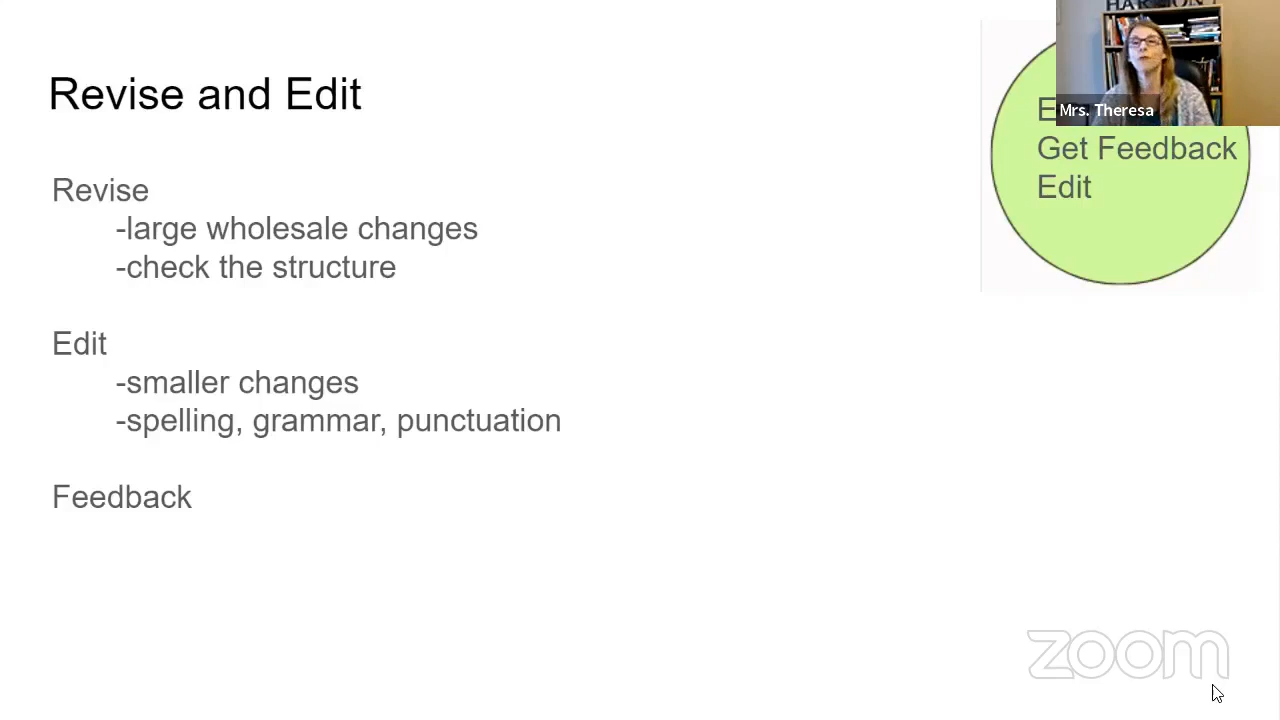 Revise and Edit
Revise
-large wholesale changes
-check the structure
Edit
-smaller changes
-spelling, grammar, punctuation
Feedback
Mrs. Theresa
Get Feedback
Edit
zoom